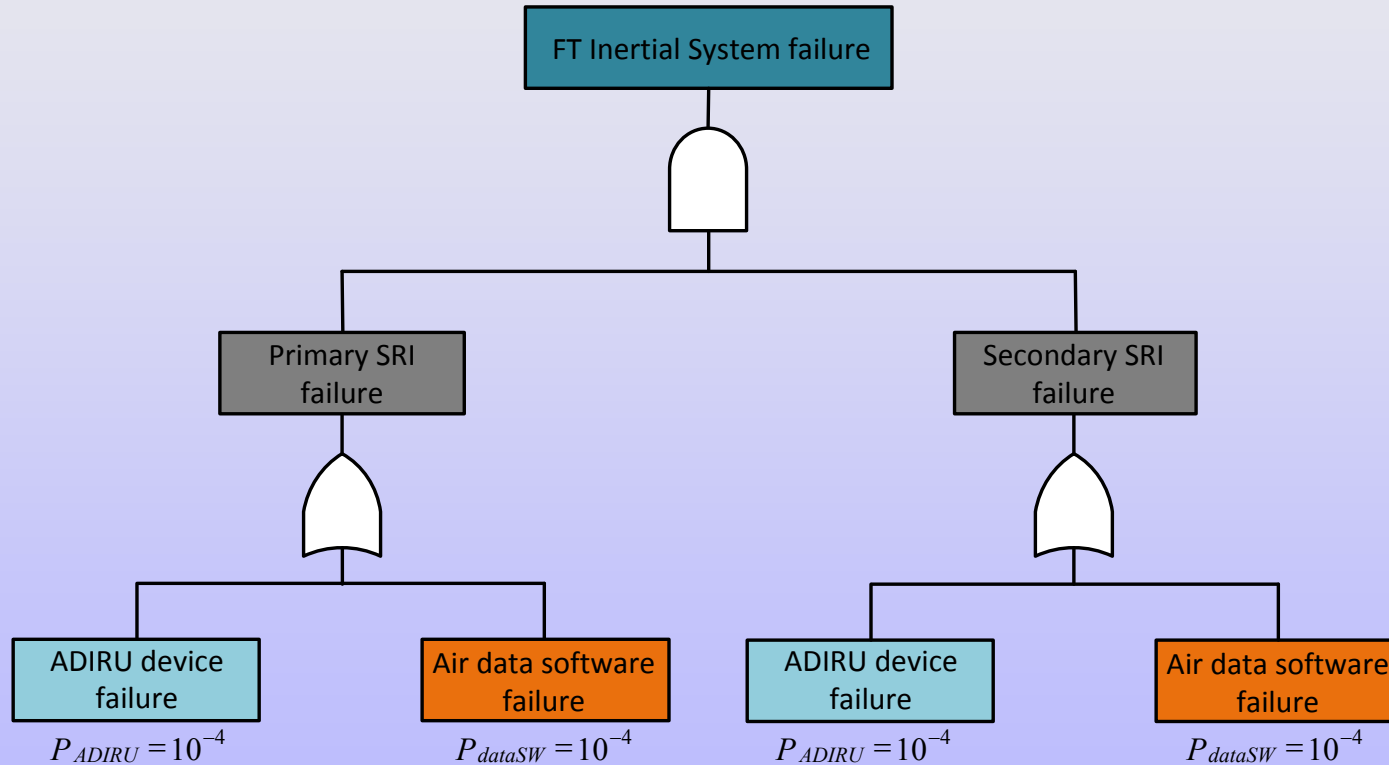 FT Inertial System failure
Primary SRI
failure
Secondary SRI
failure
ADIRU device
failure
Air data software
failure
ADIRU device
failure
Air data software
failure
P_ADIRU = 10⁻⁴
P_dataSW = 10⁻⁴
P_ADIRU = 10⁻⁴
P_dataSW = 10⁻⁴